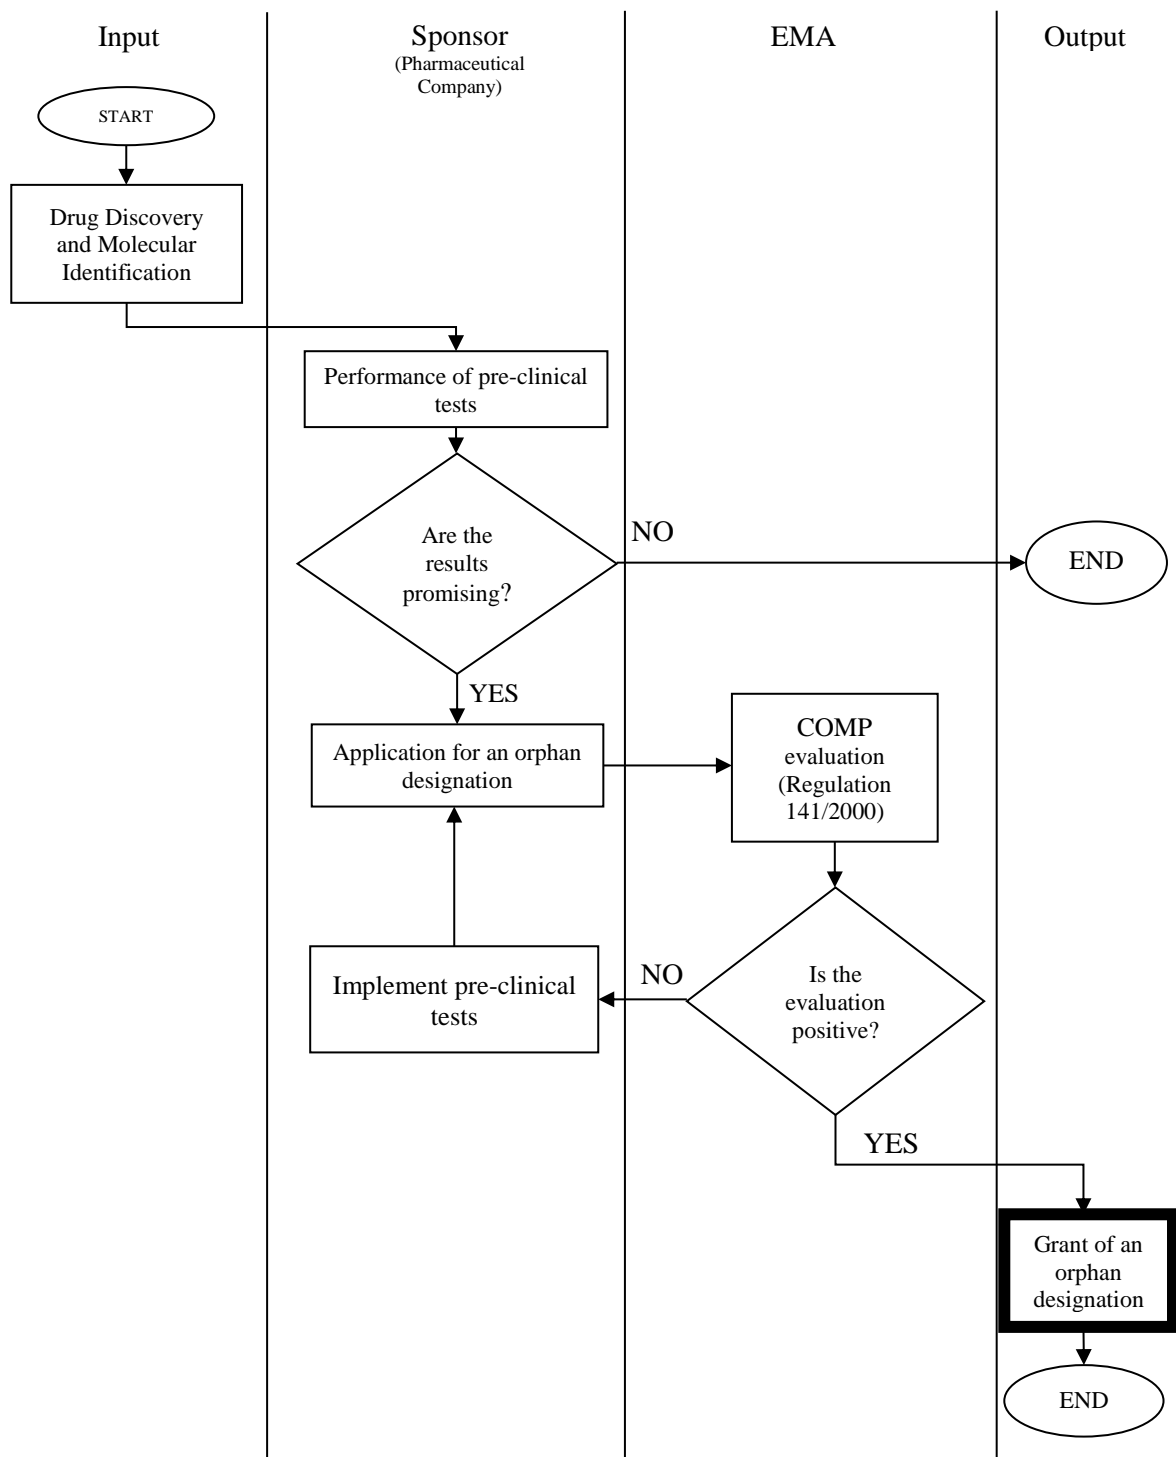 Input
Sponsor
(Pharmaceutical
Company)
EMA
Output
START
Drug Discovery
and Molecular
Identification
Performance of pre-clinical
tests
Are the
results
promising?
NO
END
YES
Application for an orphan
designation
COMP
evaluation
(Regulation
141/2000)
Implement pre-clinical
tests
NO
Is the
evaluation
positive?
YES
Grant of an
orphan
designation
END